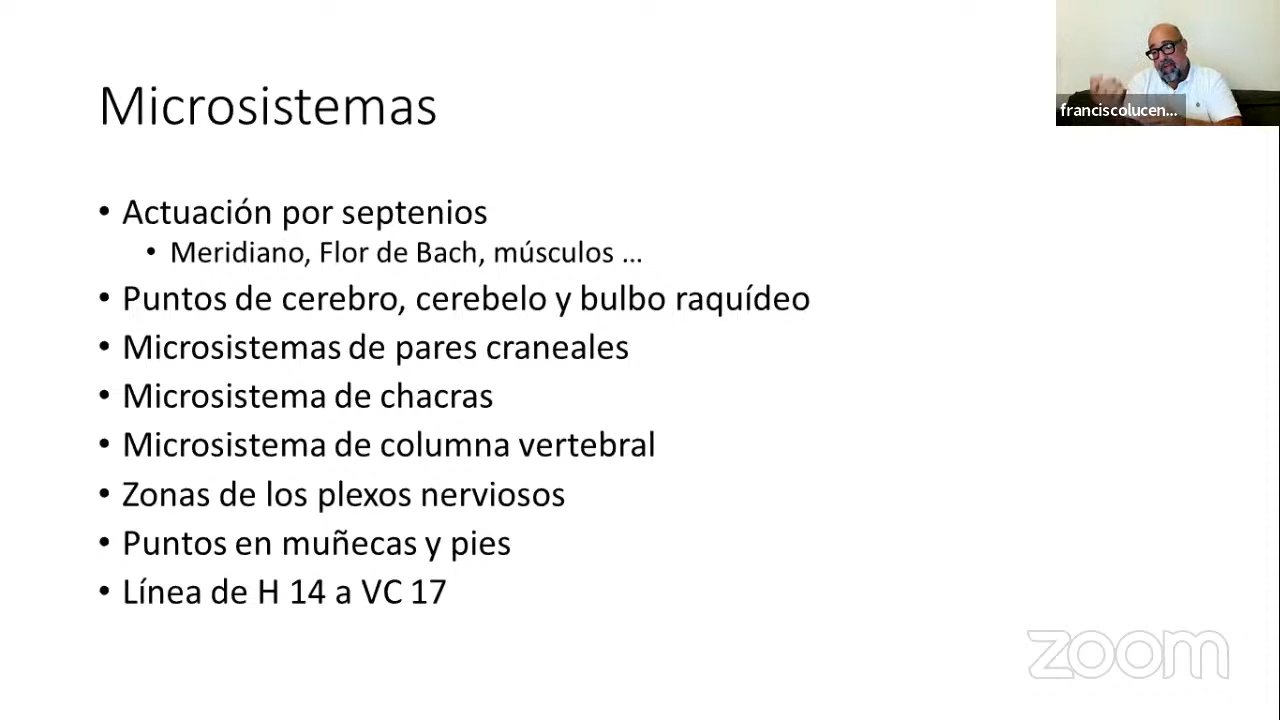 Microsistemas
franciscolucen...
• Actuación por septenios
• Meridiano, Flor de Bach, músculos ...
• Puntos de cerebro, cerebelo y bulbo raquídeo
• Microsistemas de pares craneales
• Microsistema de chacras
• Microsistema de columna vertebral
• Zonas de los plexos nerviosos
• Puntos en muñecas y pies
• Línea de H 14 a VC 17
zoom